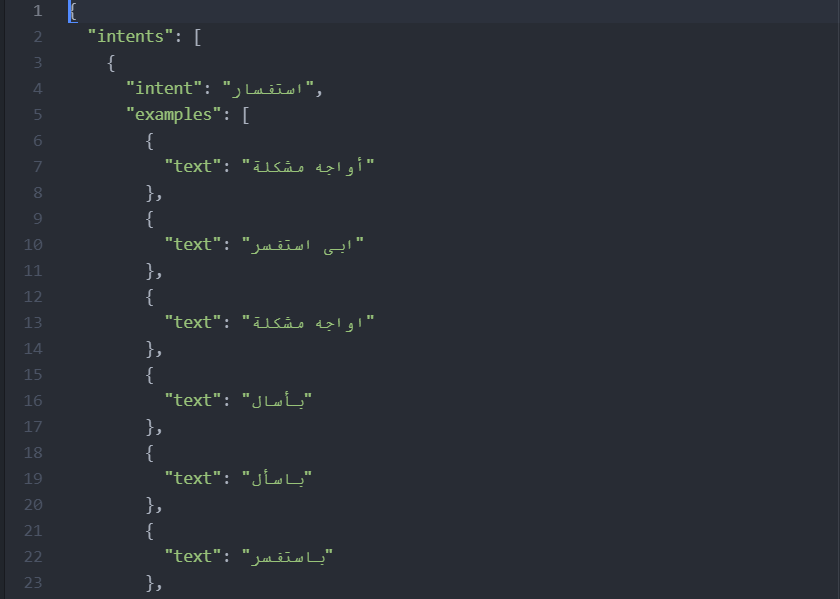 1 {
2 "intents": [
3 {
4 "intent": "استفسار",
5 "examples": [
6 {
7 "text": "أواجه مشكلة"
8 },
9 {
10 "text": "ابى استفسر"
11 },
12 {
13 "text": "اواجه مشكلة"
14 },
15 {
16 "text": "بأسال"
17 },
18 {
19 "text": "باسأل"
20 },
21 {
22 "text": "باستفسر"
23 },